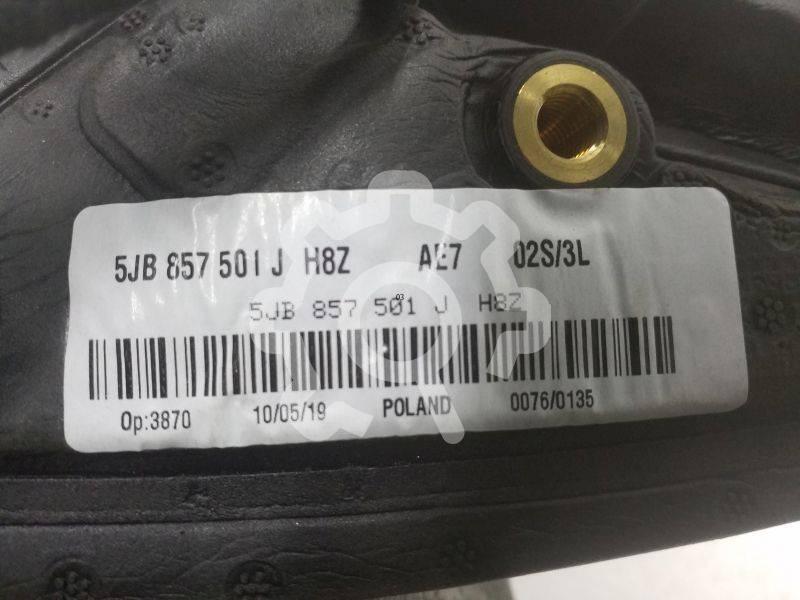 5JB 857 501 J H8Z AE7 02S/3L
03
5JB 857 501 J H8Z
Op:3870 10/05/19 POLAND 0076/0135